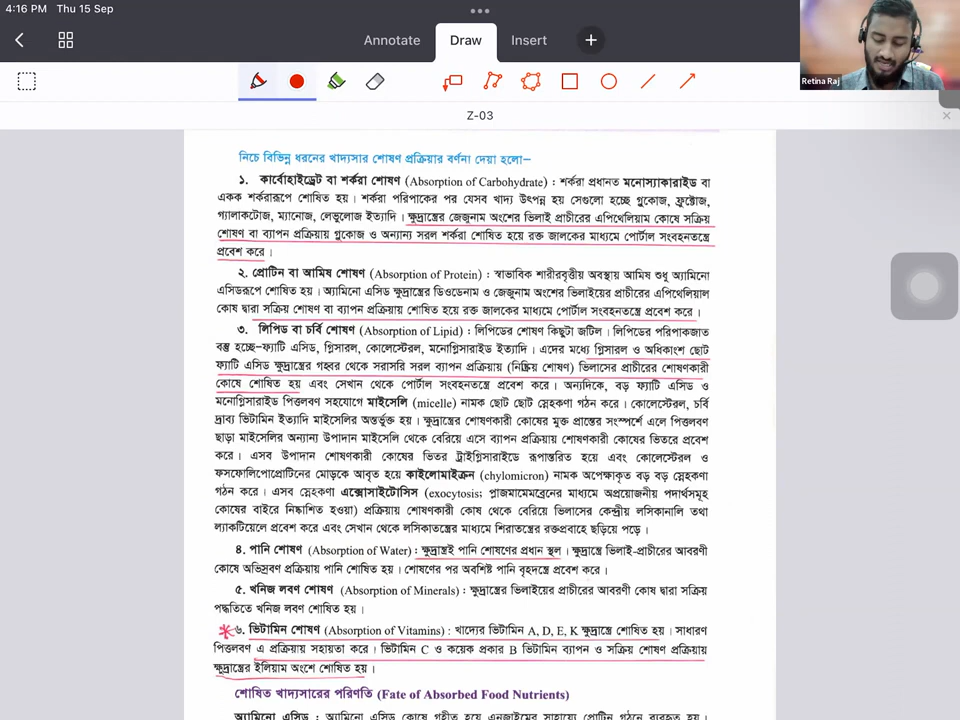 4:16 PM Thu 15 Sep
Annotate Draw Insert
Retina Raj
Z-03
নিচে বিভিন্ন ধরনের খাদ্যসার শোষণ প্রক্রিয়ার বর্ণনা দেয়া হলো–
১. কার্বোহাইড্রেট বা শর্করা শোষণ (Absorption of Carbohydrate) : শর্করা প্রধানত মনোস্যাকারাইড বা
একক শর্করারূপে শোষিত হয়। শর্করা পরিপাকের পর যেসব খাদ্য উৎপন্ন হয় সেগুলো হচ্ছে গ্লুকোজ, ফ্রুক্টোজ,
গ্যালাকটোজ, ম্যানোজ, লেভুলোজ ইত্যাদি। ক্ষুদ্রান্ত্রের জেজুনাম অংশের ভিলাই প্রাচীরের এপিথেলিয়াম কোষে সক্রিয়
শোষণ বা ব্যাপন প্রক্রিয়ায় গ্লুকোজ ও অন্যান্য সরল শর্করা শোষিত হয়ে রক্ত জালকের মাধ্যমে পোর্টাল সংবহনতন্ত্রে
প্রবেশ করে।
২. প্রোটিন বা আমিষ শোষণ (Absorption of Protein) : স্বাভাবিক শারীরবৃত্তীয় অবস্থায় আমিষ শুধু অ্যামিনো
এসিডরূপে শোষিত হয়। অ্যামিনো এসিড ক্ষুদ্রান্ত্রের ডিওডেনাম ও জেজুনাম অংশের ভিলাইয়ের প্রাচীরের এপিথেলিয়াল
কোষ দ্বারা সক্রিয় শোষণ বা ব্যাপন প্রক্রিয়ায় শোষিত হয়ে রক্ত জালকের মাধ্যমে পোর্টাল সংবহনতন্ত্রে প্রবেশ করে।
৩. লিপিড বা চর্বি শোষণ (Absorption of Lipid) : লিপিডের শোষণ কিছুটা জটিল। লিপিডের পরিপাকজাত
বস্তু হচ্ছে–ফ্যাটি এসিড, গ্লিসারল, কোলেস্টেরল, মনোগ্লিসারাইড ইত্যাদি। এদের মধ্যে গ্লিসারল ও অধিকাংশ ছোট
ফ্যাটি এসিড ক্ষুদ্রান্ত্রের গহ্বর থেকে সরাসরি সরল ব্যাপন প্রক্রিয়ায় (নিষ্ক্রিয় শোষণ) ভিলাসের প্রাচীরের শোষণকারী
কোষে শোষিত হয় এবং সেখান থেকে পোর্টাল সংবহনতন্ত্রে প্রবেশ করে। অন্যদিকে, বড় ফ্যাটি এসিড ও
মনোগ্লিসারাইড পিত্তলবণ সহযোগে মাইসেলি (micelle) নামক ছোট ছোট স্নেহকণা গঠন করে। কোলেস্টেরল, চর্বি
দ্রাব্য ভিটামিন ইত্যাদি মাইসেলির অন্তর্ভুক্ত হয়। ক্ষুদ্রান্ত্রের শোষণকারী কোষের মুক্ত প্রান্তের সংস্পর্শে এলে পিত্তলবণ
ছাড়া মাইসেলির অন্যান্য উপাদান মাইসেলি থেকে বেরিয়ে এসে ব্যাপন প্রক্রিয়ায় শোষণকারী কোষের ভিতরে প্রবেশ
করে। এসব উপাদান শোষণকারী কোষের ভিতর ট্রাইগ্লিসারাইডে রূপান্তরিত হয় এবং কোলেস্টেরল ও
ফসফোলিপোপ্রোটিনের মোড়কে আবৃত হয়ে কাইলোমাইক্রন (chylomicron) নামক অপেক্ষাকৃত বড় বড় স্নেহকণা
গঠন করে। এসব স্নেহকণা এক্সোসাইটোসিস (exocytosis; প্লাজমামেমব্রেনের মাধ্যমে অপ্রয়োজনীয় পদার্থসমূহ
কোষের বাইরে নিষ্কাশিত হওয়া) প্রক্রিয়ায় শোষণকারী কোষ থেকে বেরিয়ে ভিলাসের কেন্দ্রীয় লসিকানালি তথা
ল্যাকটিয়েলে প্রবেশ করে এবং সেখান থেকে লসিকাতন্ত্রের মাধ্যমে শিরাতন্ত্রের রক্তপ্রবাহে ছড়িয়ে পড়ে।
৪. পানি শোষণ (Absorption of Water) : ক্ষুদ্রান্ত্রই পানি শোষণের প্রধান স্থল। ক্ষুদ্রান্ত্রে ভিলাই-প্রাচীরের আবরণী
কোষে অভিস্রবণ প্রক্রিয়ায় পানি শোষিত হয়। শোষণের পর অবশিষ্ট পানি বৃহদন্ত্রে প্রবেশ করে।
৫. খনিজ লবণ শোষণ (Absorption of Minerals) : ক্ষুদ্রান্ত্রের ভিলাইয়ের প্রাচীরের আবরণী কোষ দ্বারা সক্রিয়
পদ্ধতিতে খনিজ লবণ শোষিত হয়।
৬. ভিটামিন শোষণ (Absorption of Vitamins) : খাদ্যের ভিটামিন A, D, E, K ক্ষুদ্রান্ত্রে শোষিত হয়। সাধারণ
পিত্তলবণ এ প্রক্রিয়ায় সহায়তা করে। ভিটামিন C ও কয়েক প্রকার B ভিটামিন ব্যাপন ও সক্রিয় শোষণ প্রক্রিয়ায়
ক্ষুদ্রান্ত্রের ইলিয়াম অংশে শোষিত হয়।
শোষিত খাদ্যসারের পরিণতি (Fate of Absorbed Food Nutrients)
অ্যামিনো এসিড : অ্যামিনো এসিড কোষে গৃহীত হয়ে এনজাইমের সাহায্যে প্রোটিন গঠনে ব্যবহৃত হয়।